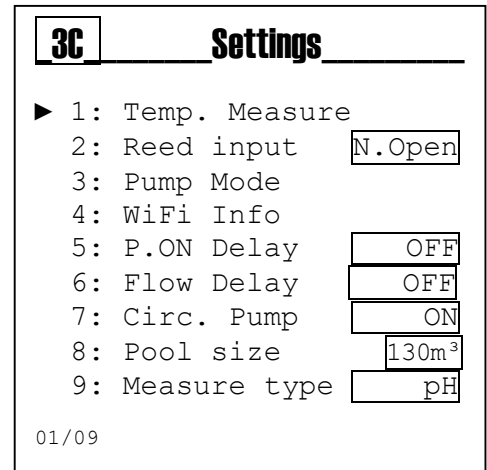 3C Settings
► 1: Temp. Measure
2: Reed input N.Open
3: Pump Mode
4: WiFi Info
5: P.ON Delay OFF
6: Flow Delay OFF
7: Circ. Pump ON
8: Pool size 130m³
9: Measure type pH
01/09